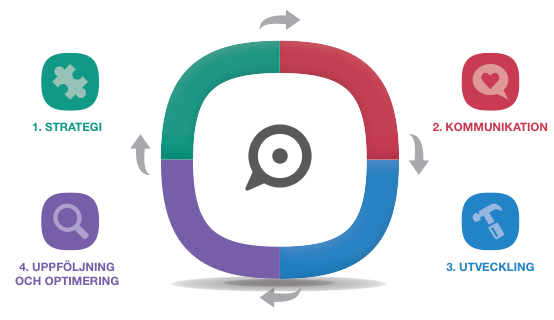 1. STRATEGI
2. KOMMUNIKATION
3. UTVECKLING
4. UPPFÖLJNING
OCH OPTIMERING